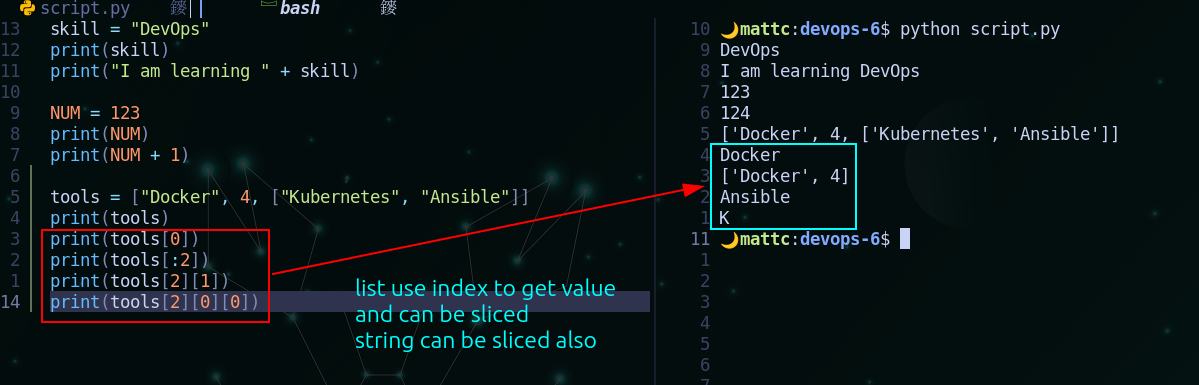 script.py
bash
13 skill = "DevOps"
12 print(skill)
11 print("I am learning " + skill)
10
9 NUM = 123
8 print(NUM)
7 print(NUM + 1)
6
5 tools = ["Docker", 4, ["Kubernetes", "Ansible"]]
4 print(tools)
3 print(tools[0])
2 print(tools[:2])
1 print(tools[2][1])
14 print(tools[2][0][0])
list use index to get value
and can be sliced
string can be sliced also
10 mattc:devops-6$ python script.py
9 DevOps
8 I am learning DevOps
7 123
6 124
5 ['Docker', 4, ['Kubernetes', 'Ansible']]
4 Docker
3 ['Docker', 4]
2 Ansible
1 K
11 mattc:devops-6$
1
2
3
4
5
6
7